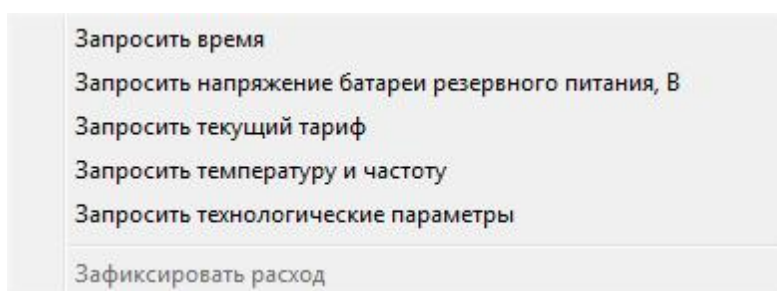 Запросить время
Запросить напряжение батареи резервного питания, В
Запросить текущий тариф
Запросить температуру и частоту
Запросить технологические параметры
Зафиксировать расход